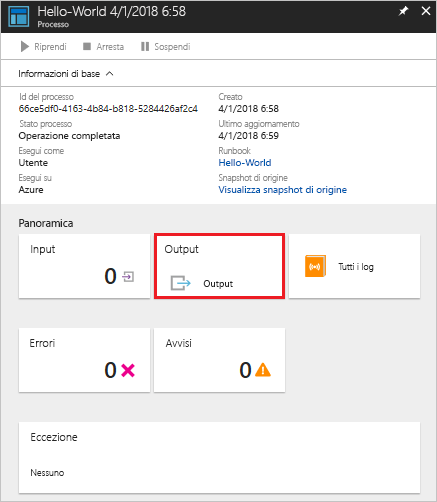 Hello-World 4/1/2018 6:58
Processo
Riprendi Arresta Sospendi
Informazioni di base
Id del processo
66ce5df0-4163-4b84-b818-5284426af2c4
Stato processo
Operazione completata
Esegui come
Utente
Esegui su
Azure
Creato
4/1/2018 6:58
Ultimo aggiornamento
4/1/2018 6:59
Runbook
Hello-World
Snapshot di origine
Visualizza snapshot di origine
Panoramica
Input
0
Output
Output
Tutti i log
Errori
0
Avvisi
0
Eccezione
Nessuno